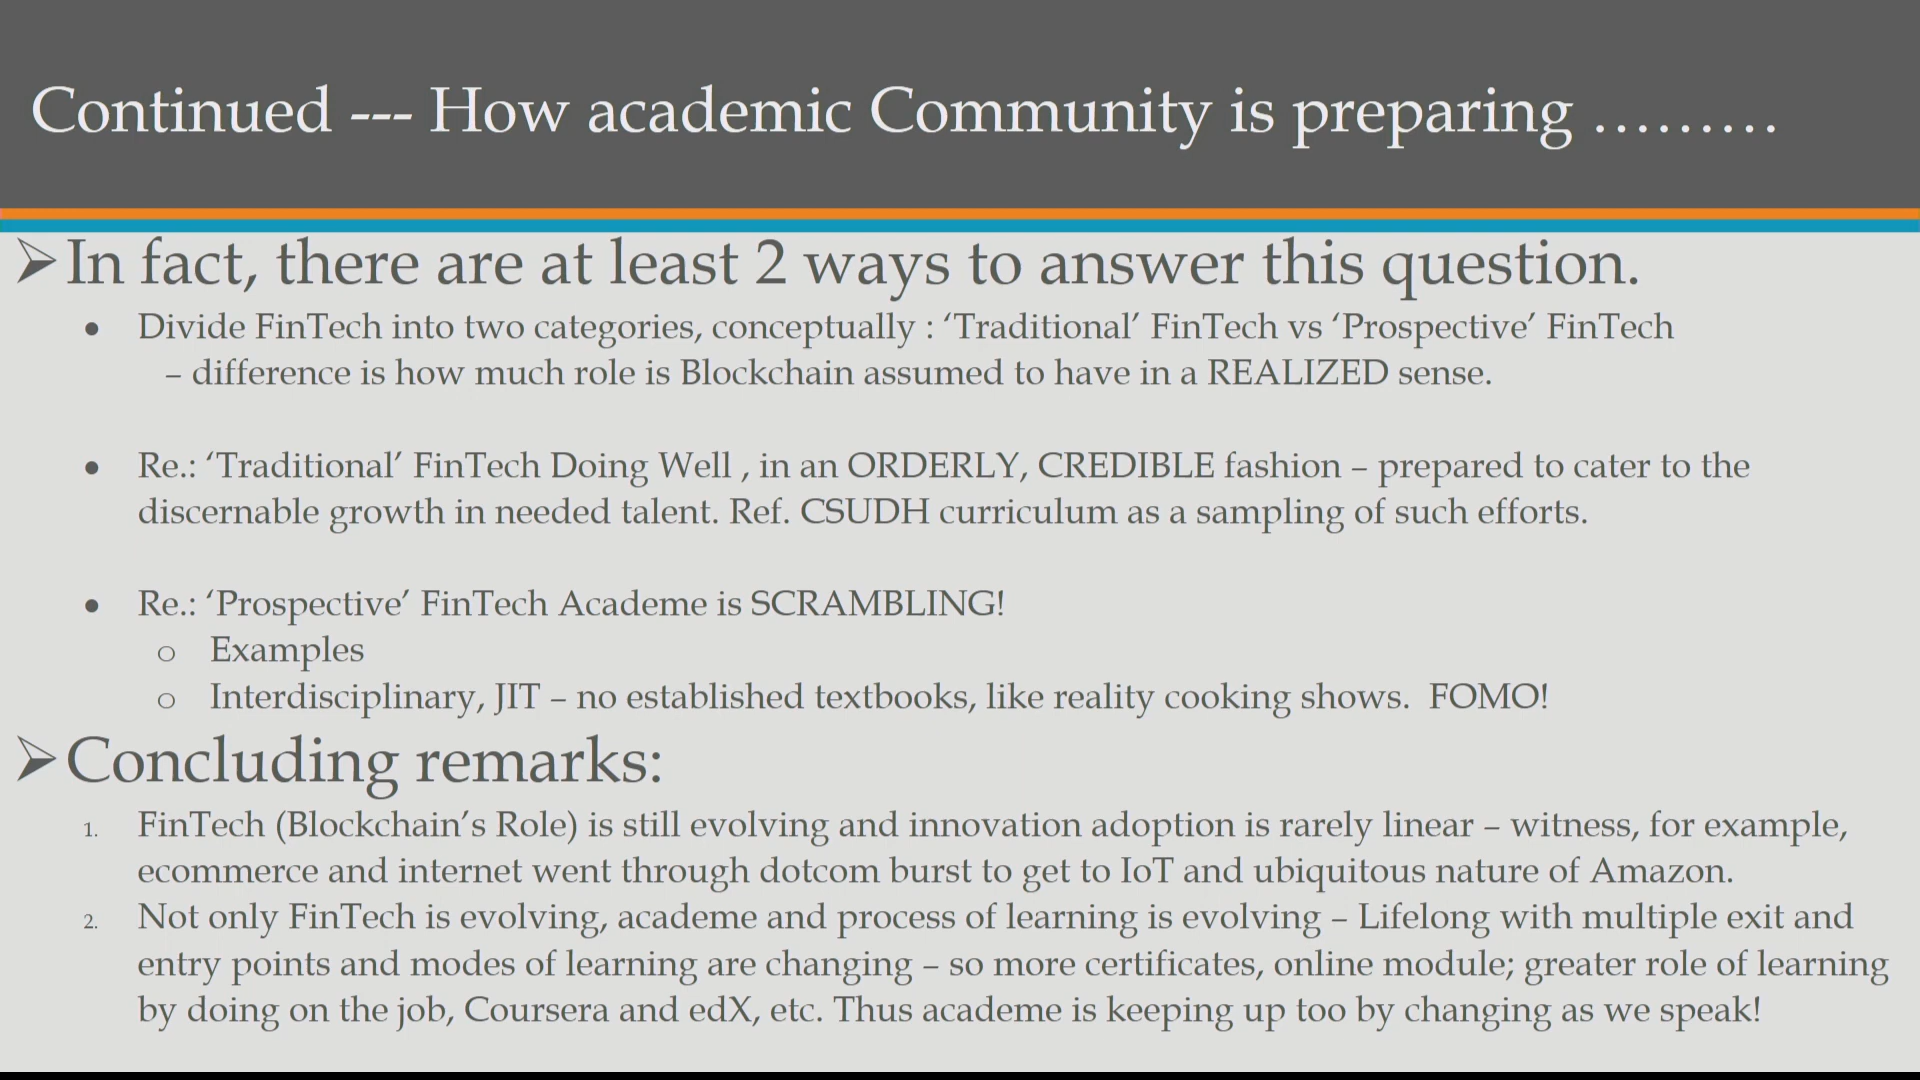 Continued --- How academic Community is preparing ………
➢In fact, there are at least 2 ways to answer this question.
● Divide FinTech into two categories, conceptually : ‘Traditional’ FinTech vs ‘Prospective’ FinTech
– difference is how much role is Blockchain assumed to have in a REALIZED sense.
● Re.: ‘Traditional’ FinTech Doing Well , in an ORDERLY, CREDIBLE fashion – prepared to cater to the
discernable growth in needed talent. Ref. CSUDH curriculum as a sampling of such efforts.
● Re.: ‘Prospective’ FinTech Academe is SCRAMBLING!
○ Examples
○ Interdisciplinary, JIT – no established textbooks, like reality cooking shows. FOMO!
➢Concluding remarks:
1. FinTech (Blockchain’s Role) is still evolving and innovation adoption is rarely linear – witness, for example,
ecommerce and internet went through dotcom burst to get to IoT and ubiquitous nature of Amazon.
2. Not only FinTech is evolving, academe and process of learning is evolving – Lifelong with multiple exit and
entry points and modes of learning are changing – so more certificates, online module; greater role of learning
by doing on the job, Coursera and edX, etc. Thus academe is keeping up too by changing as we speak!